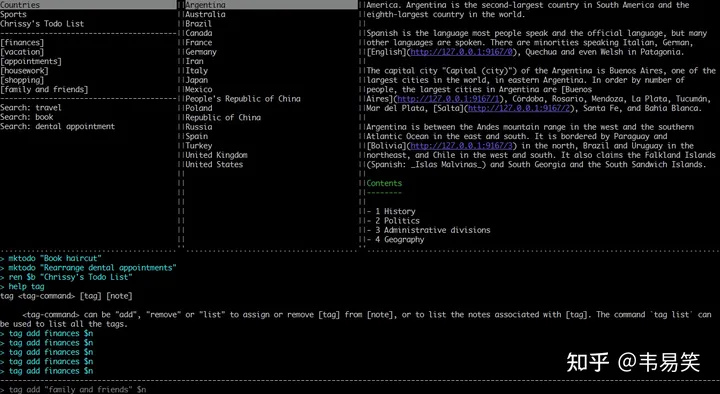 Countries
Sports
Chrissy's Todo List
[finances]
[vacation]
[appointments]
[housework]
[shopping]
[family and friends]
Search: travel
Search: book
Search: dental appointment
Argentina
Australia
Brazil
Canada
France
Germany
Iran
Italy
Japan
Mexico
People's Republic of China
Poland
Republic of China
Russia
Spain
Turkey
United Kingdom
United States
America. Argentina is the second-largest country in South America and the
eighth-largest country in the world.
Spanish is the language most people speak and the official language, but many
other languages are spoken. There are minorities speaking Italian, German,
[English](http://127.0.0.1:9167/0), Quechua and even Welsh in Patagonia.
The capital city "Capital (city)") of the Argentina is Buenos Aires, one of the
largest cities in the world, in eastern Argentina. In order by number of
people, the largest cities in Argentina are [Buenos
Aires](http://127.0.0.1:9167/1), Córdoba, Rosario, Mendoza, La Plata, Tucumán,
Mar del Plata, [Salta](http://127.0.0.1:9167/2), Santa Fe, and Bahía Blanca.
Argentina is between the Andes mountain range in the west and the southern
Atlantic Ocean in the east and south. It is bordered by Paraguay and
[Bolivia](http://127.0.0.1:9167/3) in the north, Brazil and Uruguay in the
northeast, and Chile in the west and south. It also claims the Falkland Islands
(Spanish: _Islas Malvinas_) and South Georgia and the South Sandwich Islands.
Contents
--------
- 1 History
- 2 Politics
- 3 Administrative divisions
- 4 Geography
> mktodo "Book haircut"
> mktodo "Rearrange dental appointments"
> ren $b "Chrissy's Todo List"
> help tag
tag <tag-command> [tag] [note]
<tag-command> can be "add", "remove" or "list" to assign or remove [tag] from [note], or to list the notes associated with [tag]. The command `tag list` can
be used to list all the tags.
> tag add finances $n
> tag add finances $n
> tag add finances $n
> tag add finances $n
> tag add finances $n
> tag add "family and friends" $n
知乎 @韦易笑